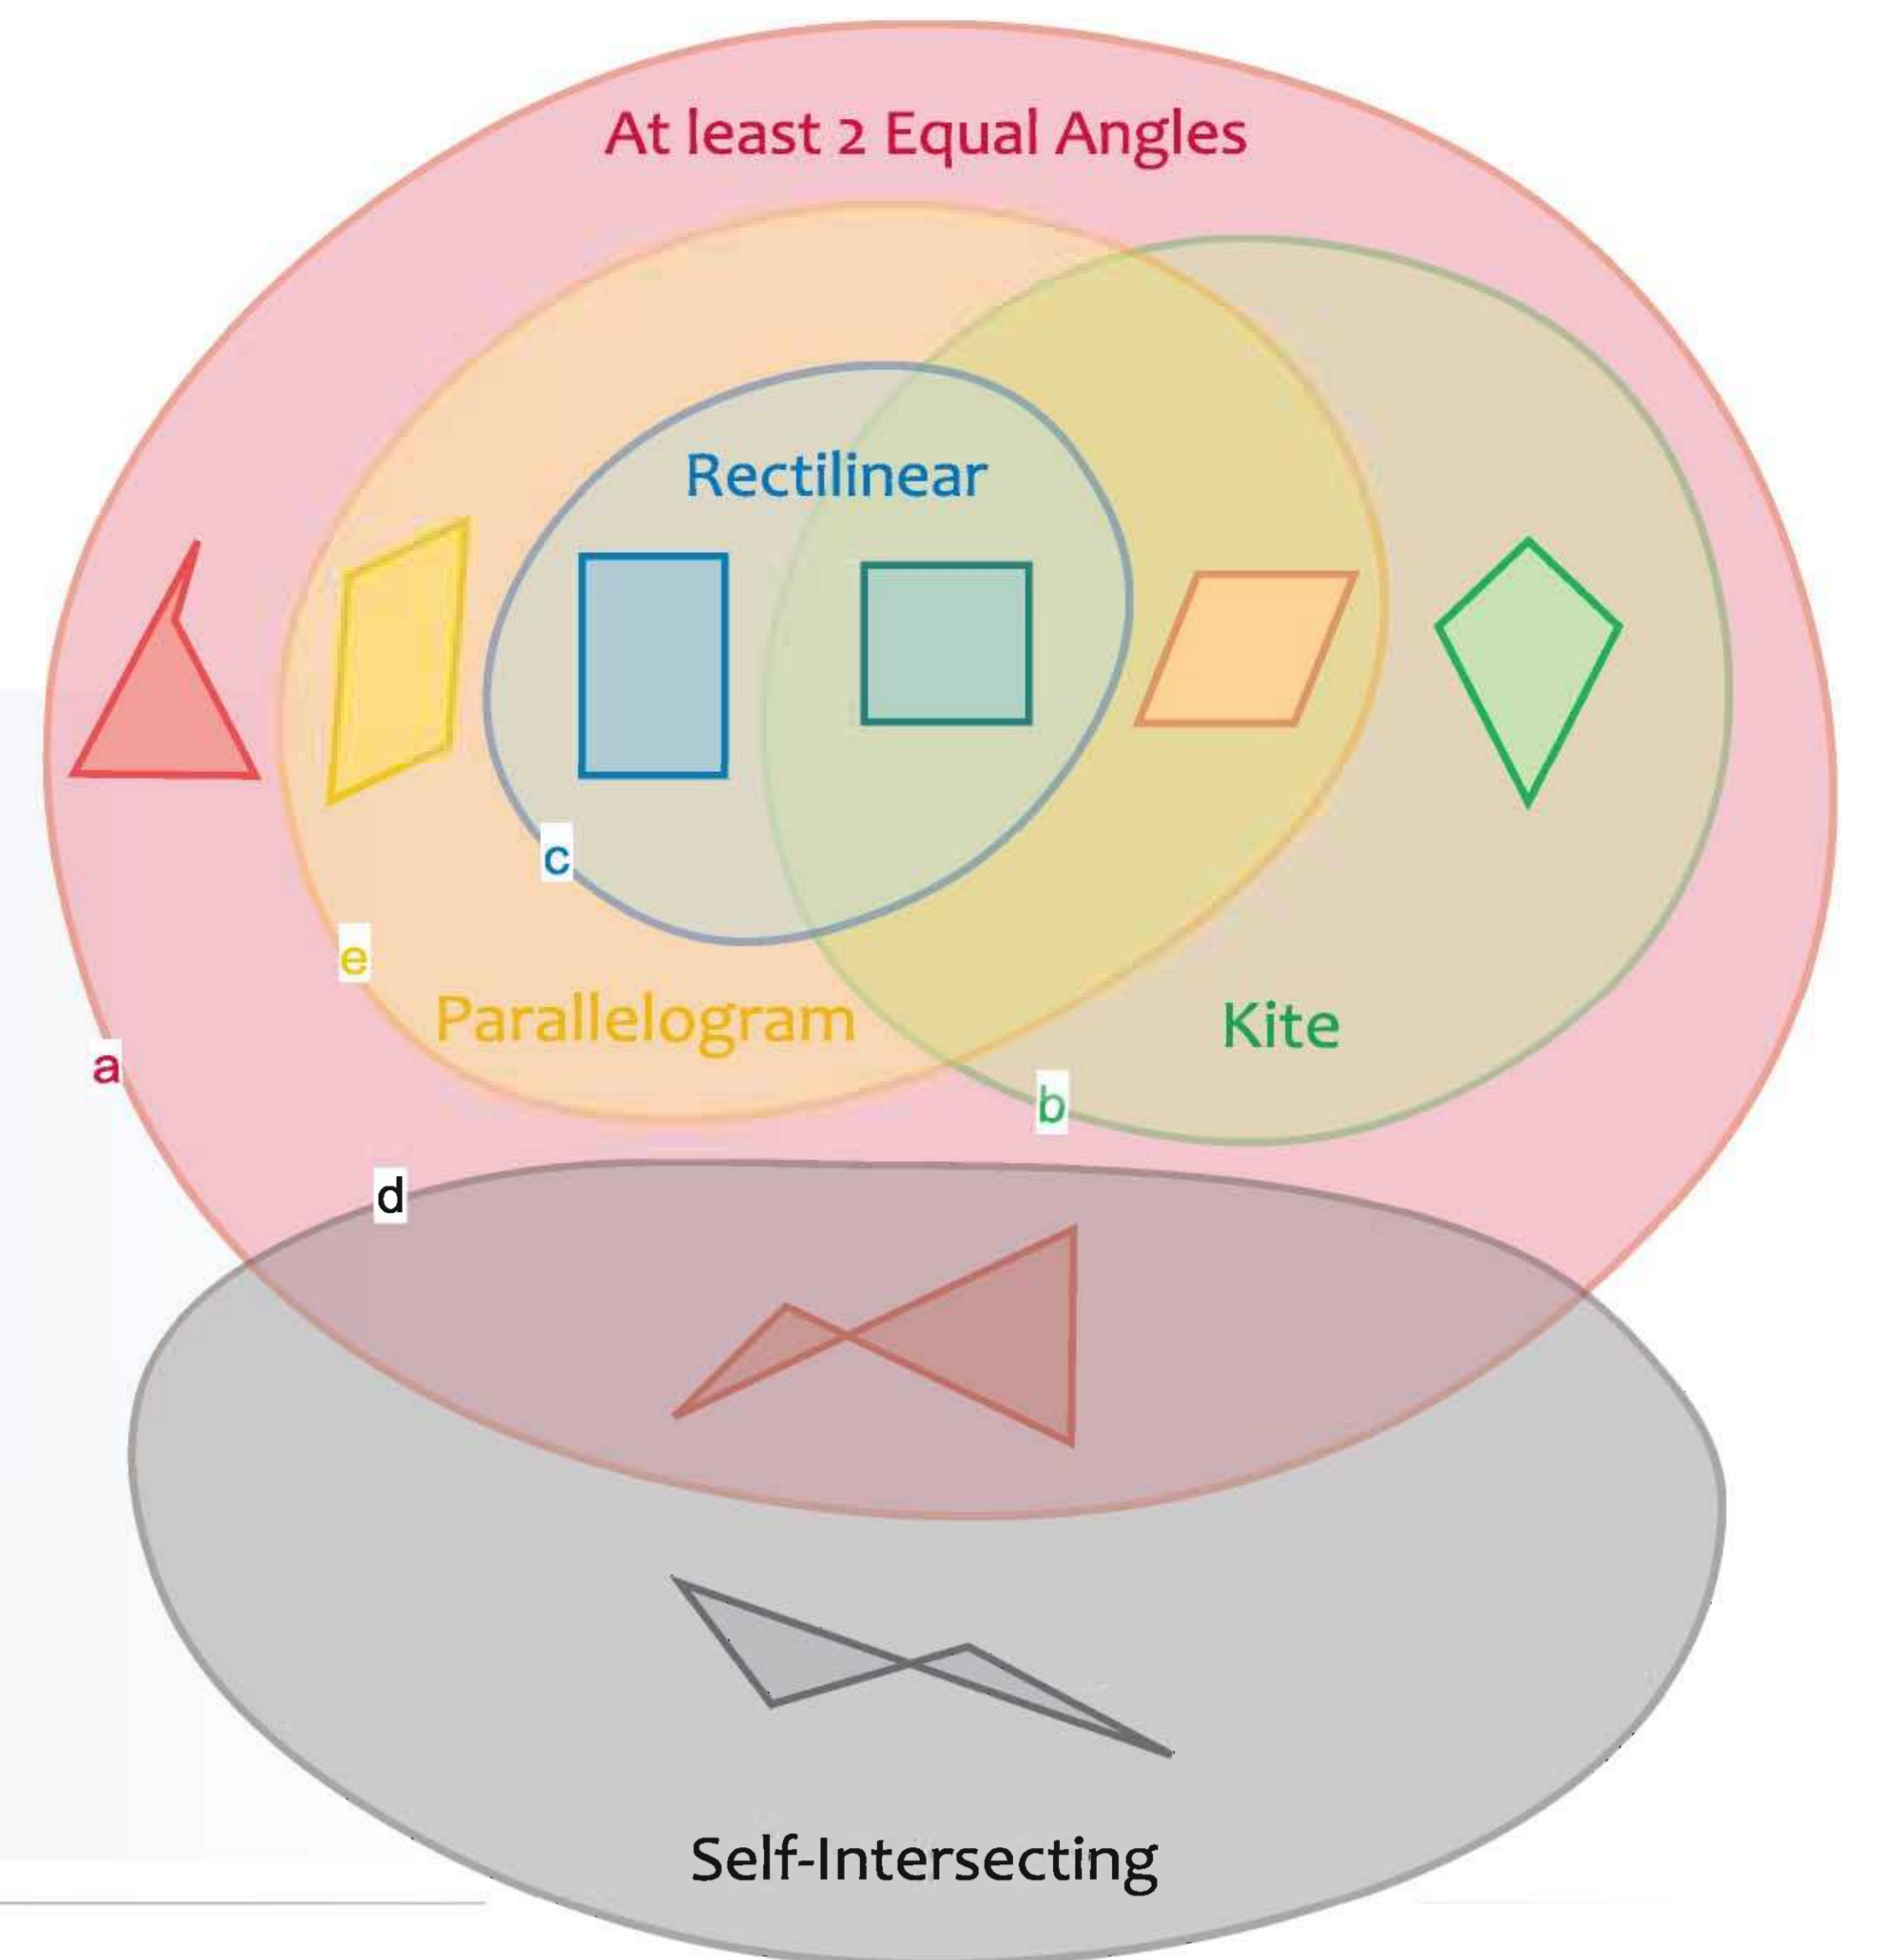 At least 2 Equal Angles
Rectilinear
c
e
Parallelogram
Kite
a
b
d
Self-Intersecting